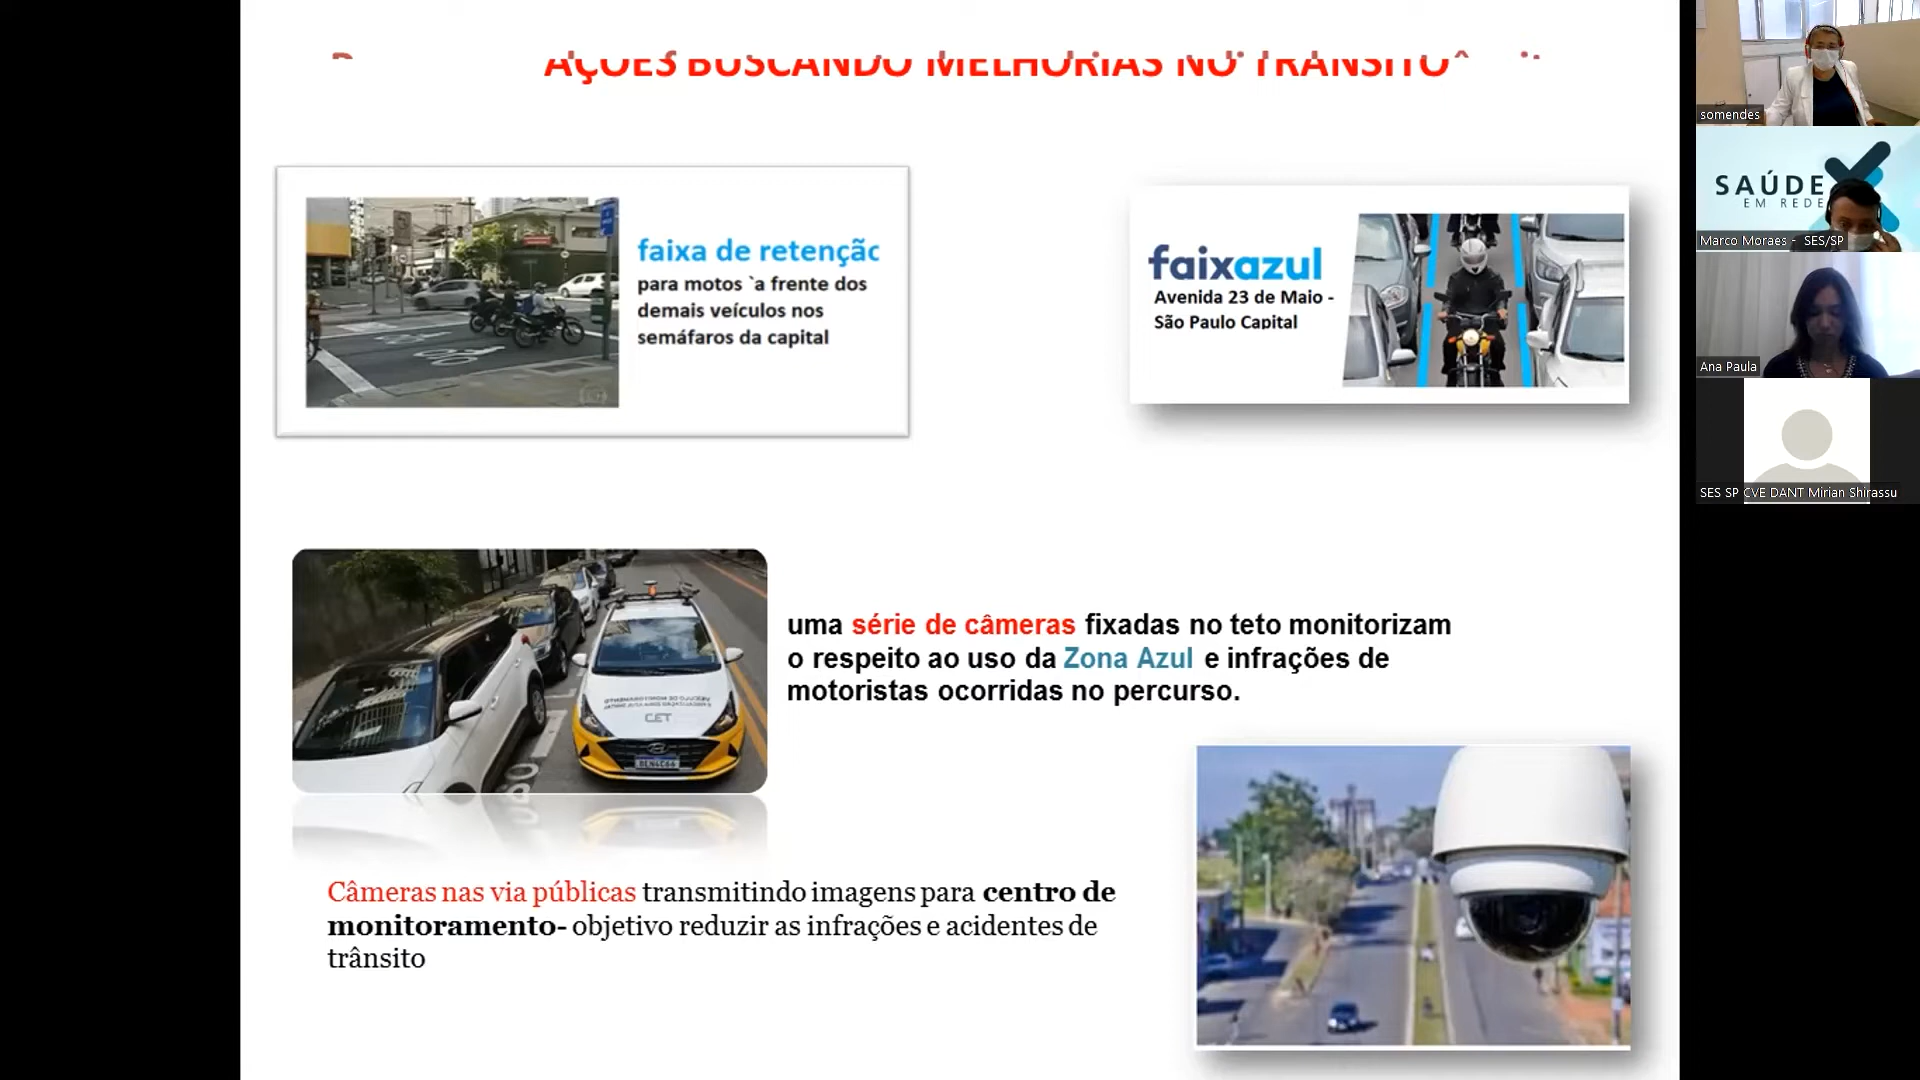 AÇÕES BUSCANDO MELHORIAS NO TRÂNSITO
faixa de retençãc
para motos `a frente dos
demais veículos nos
semáfaros da capital
faixazul
Avenida 23 de Maio -
São Paulo Capital
uma série de câmeras fixadas no teto monitorizam
o respeito ao uso da Zona Azul e infrações de
motoristas ocorridas no percurso.
CET
Câmeras nas via públicas transmitindo imagens para centro de
monitoramento- objetivo reduzir as infrações e acidentes de
trânsito
somendes
SAÚDE
EM REDE
Marco Moraes - SES/SP
Ana Paula
SES SP CVE DANT Mirian Shirassu